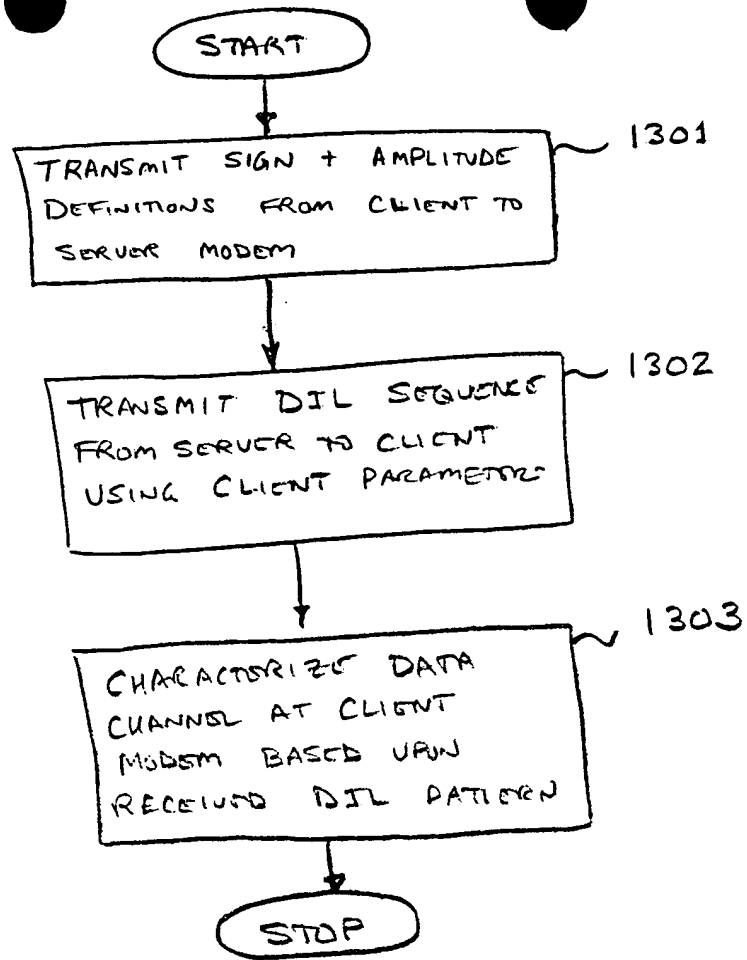 START
1301
TRANSMIT SIGN + AMPLITUDE
DEFINITIONS FROM CLIENT TO
SERVER MODEM
1302
TRANSMIT DIL SEQUENCE
FROM SERVER TO CLIENT
USING CLIENT PARAMETERS
1303
CHARACTERIZE DATA
CHANNEL AT CLIENT
MODEM BASED UPON
RECEIVED DIL PATTERN
STOP